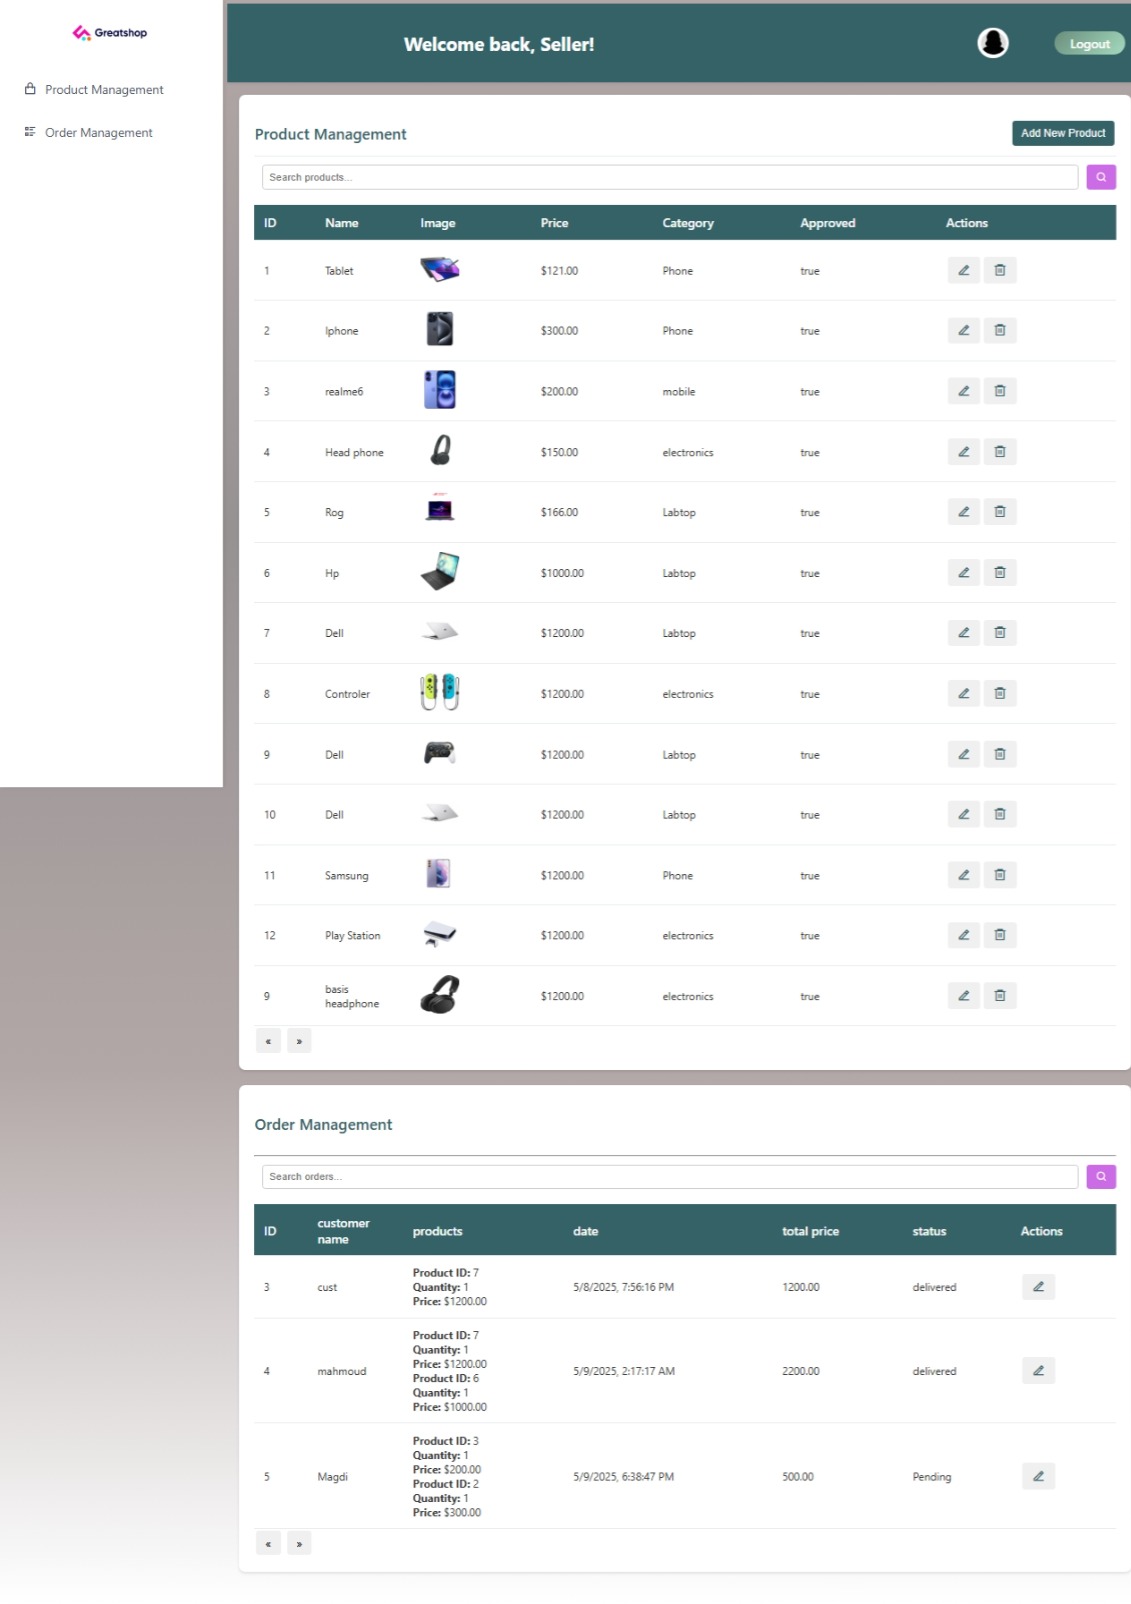 Greatshop
Welcome back, Seller!
Logout
Product Management
Order Management
Product Management
Add New Product
Search products...
ID Name Image Price Category Approved Actions
1 Tablet $121.00 Phone true
2 Iphone $300.00 Phone true
3 realme6 $200.00 mobile true
4 Head phone $150.00 electronics true
5 Rog $166.00 Labtop true
6 Hp $1000.00 Labtop true
7 Dell $1200.00 Labtop true
8 Controler $1200.00 electronics true
9 Dell $1200.00 Labtop true
10 Dell $1200.00 Labtop true
11 Samsung $1200.00 Phone true
12 Play Station $1200.00 electronics true
9 basis headphone $1200.00 electronics true
« »
Order Management
Search orders...
ID customer name products date total price status Actions
3 cust 5/8/2025, 7:56:16 PM 1200.00 delivered
Product ID: 7
Quantity: 1
Price: $1200.00
4 mahmoud 5/9/2025, 2:17:17 AM 2200.00 delivered
Product ID: 7
Quantity: 1
Price: $1200.00
Product ID: 6
Quantity: 1
Price: $1000.00
5 Magdi 5/9/2025, 6:38:47 PM 500.00 Pending
Product ID: 3
Quantity: 1
Price: $200.00
Product ID: 2
Quantity: 1
Price: $300.00
« »